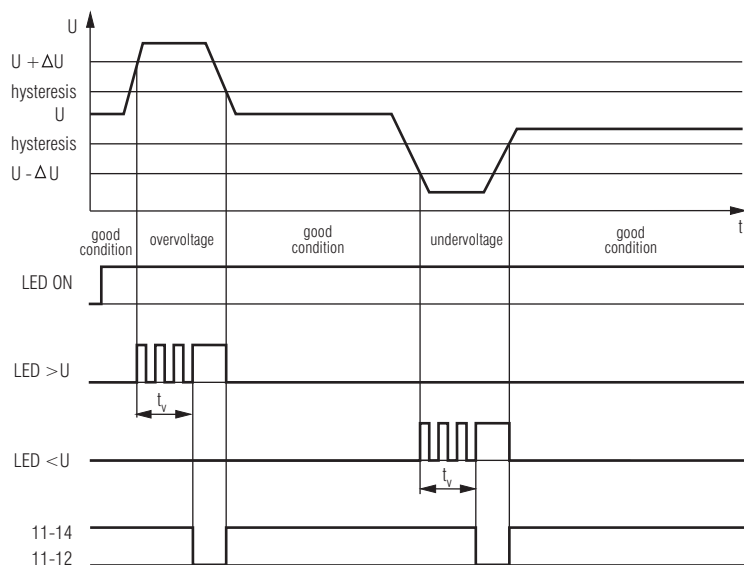 U
U + ΔU
hysteresis
U
hysteresis
U - ΔU
t
good
condition
overvoltage
good
condition
undervoltage
good
condition
LED ON
LED >U
tv
LED <U
tv
11-14
11-12